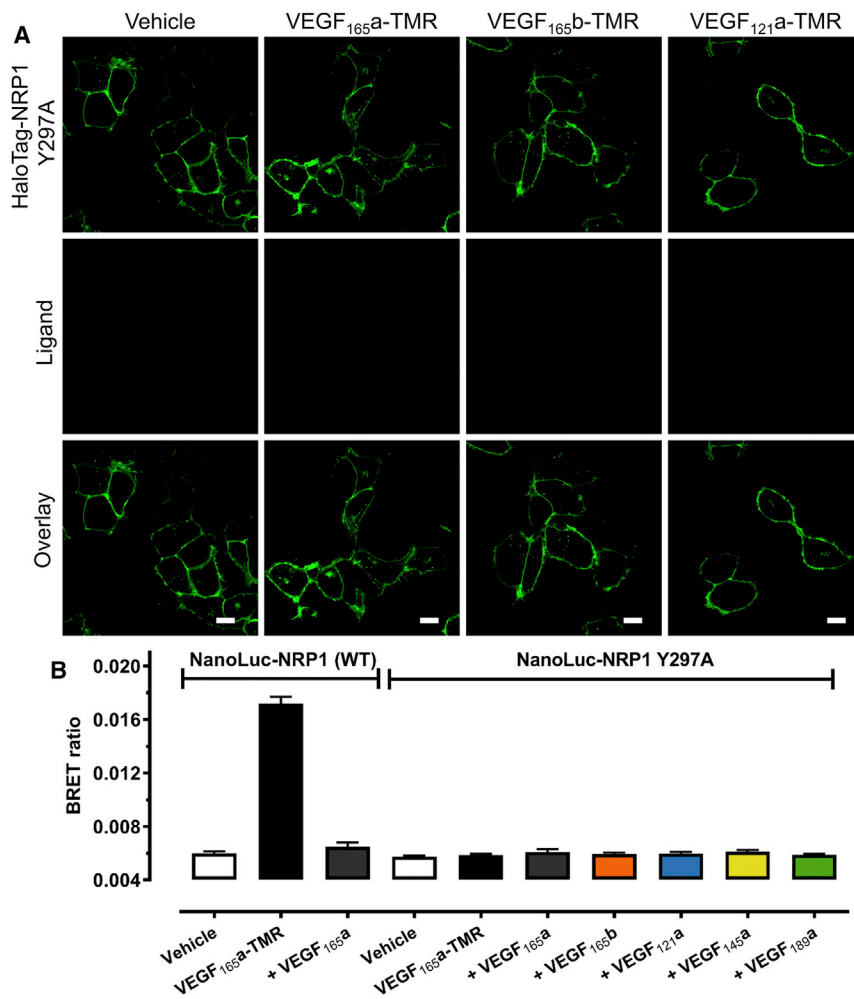 A
Vehicle
VEGF₁₆₅a-TMR
VEGF₁₆₅b-TMR
VEGF₁₂₁a-TMR
HaloTag-NRP1
Y297A
Ligand
Overlay
B
NanoLuc-NRP1 (WT)
NanoLuc-NRP1 Y297A
BRET ratio
0.020
0.016
0.012
0.008
0.004
Vehicle
VEGF₁₆₅a-TMR
+ VEGF₁₆₅a
Vehicle
VEGF₁₆₅a-TMR
+ VEGF₁₆₅a
+ VEGF₁₆₅b
+ VEGF₁₂₁a
+ VEGF₁₄₅a
+ VEGF₁₈₉a